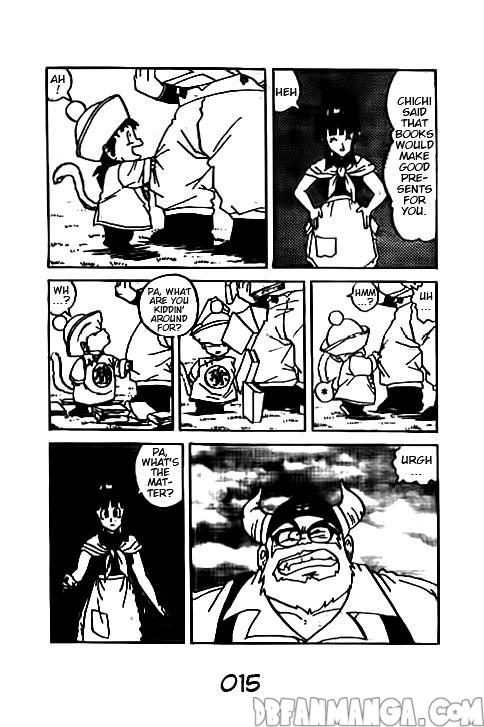 AH
!
HEH
CHICHI
SAID
THAT
BOOKS
WOULD
MAKE
GOOD
PRE-
SENTS
FOR
YOU.
WH
...?
PA, WHAT
ARE YOU
KIDDIN'
AROUND
FOR?
HMM
...?
UH
...
PA,
WHAT'S
THE
MAT-
TER?
URGH
...
015
DBFANMANGA.COM